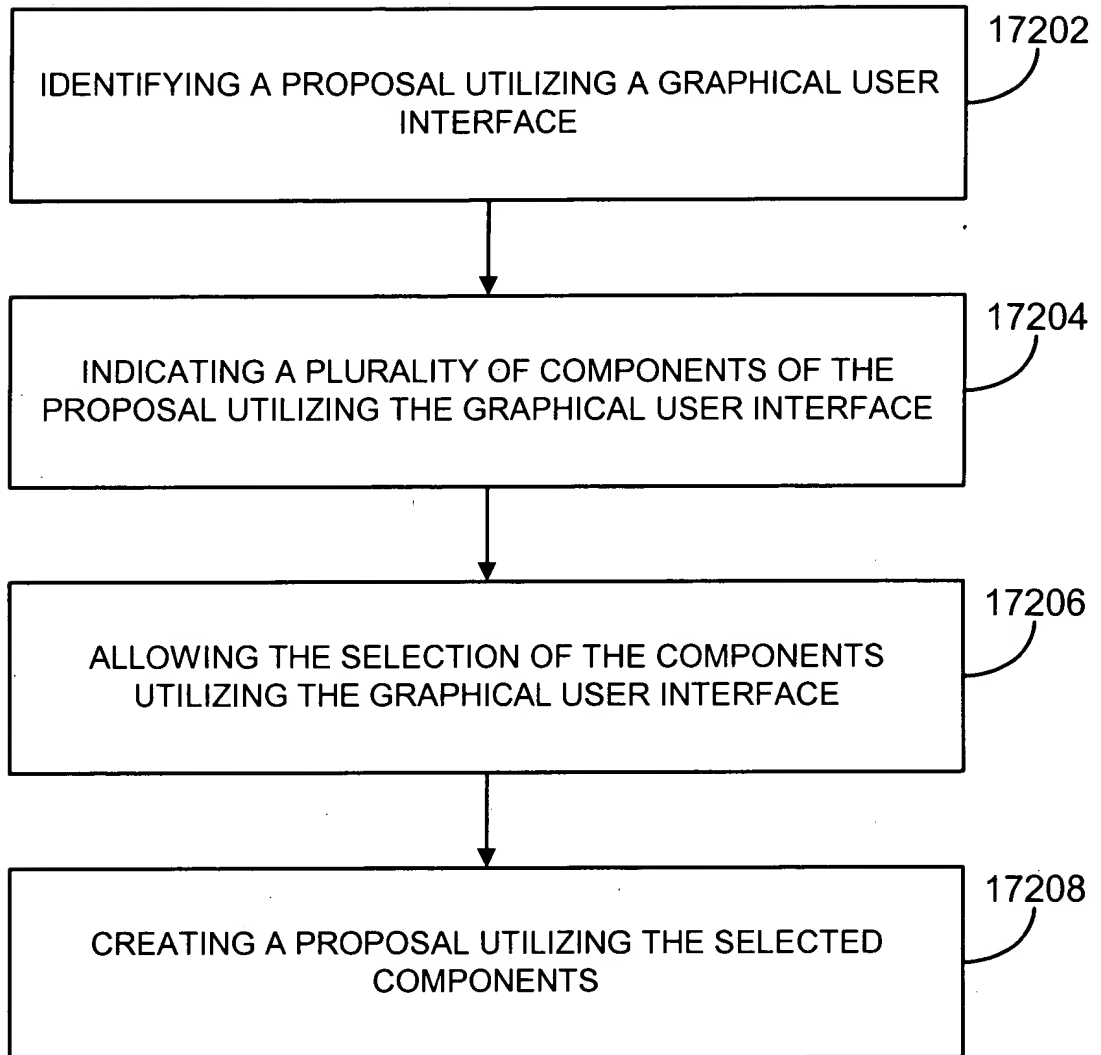 17202
IDENTIFYING A PROPOSAL UTILIZING A GRAPHICAL USER
INTERFACE
17204
INDICATING A PLURALITY OF COMPONENTS OF THE
PROPOSAL UTILIZING THE GRAPHICAL USER INTERFACE
17206
ALLOWING THE SELECTION OF THE COMPONENTS
UTILIZING THE GRAPHICAL USER INTERFACE
17208
CREATING A PROPOSAL UTILIZING THE SELECTED
COMPONENTS